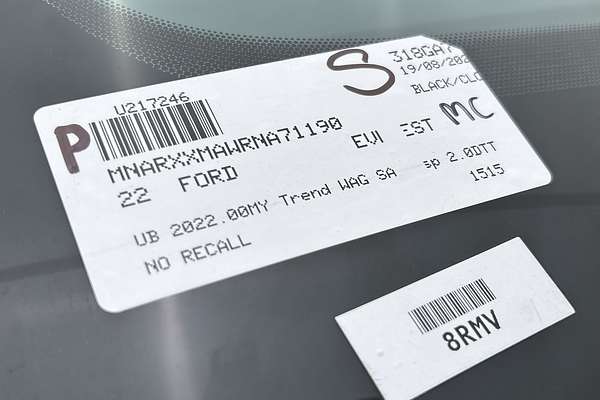 U217246
S
318GA7
19/08/202
BLACK/CLO
P
MNARXXMAWRNA71190
22 FORD
EVI EST MC
UB 2022.00MY Trend WAG SA sp 2.0DTT
1515
NO RECALL
8RMV